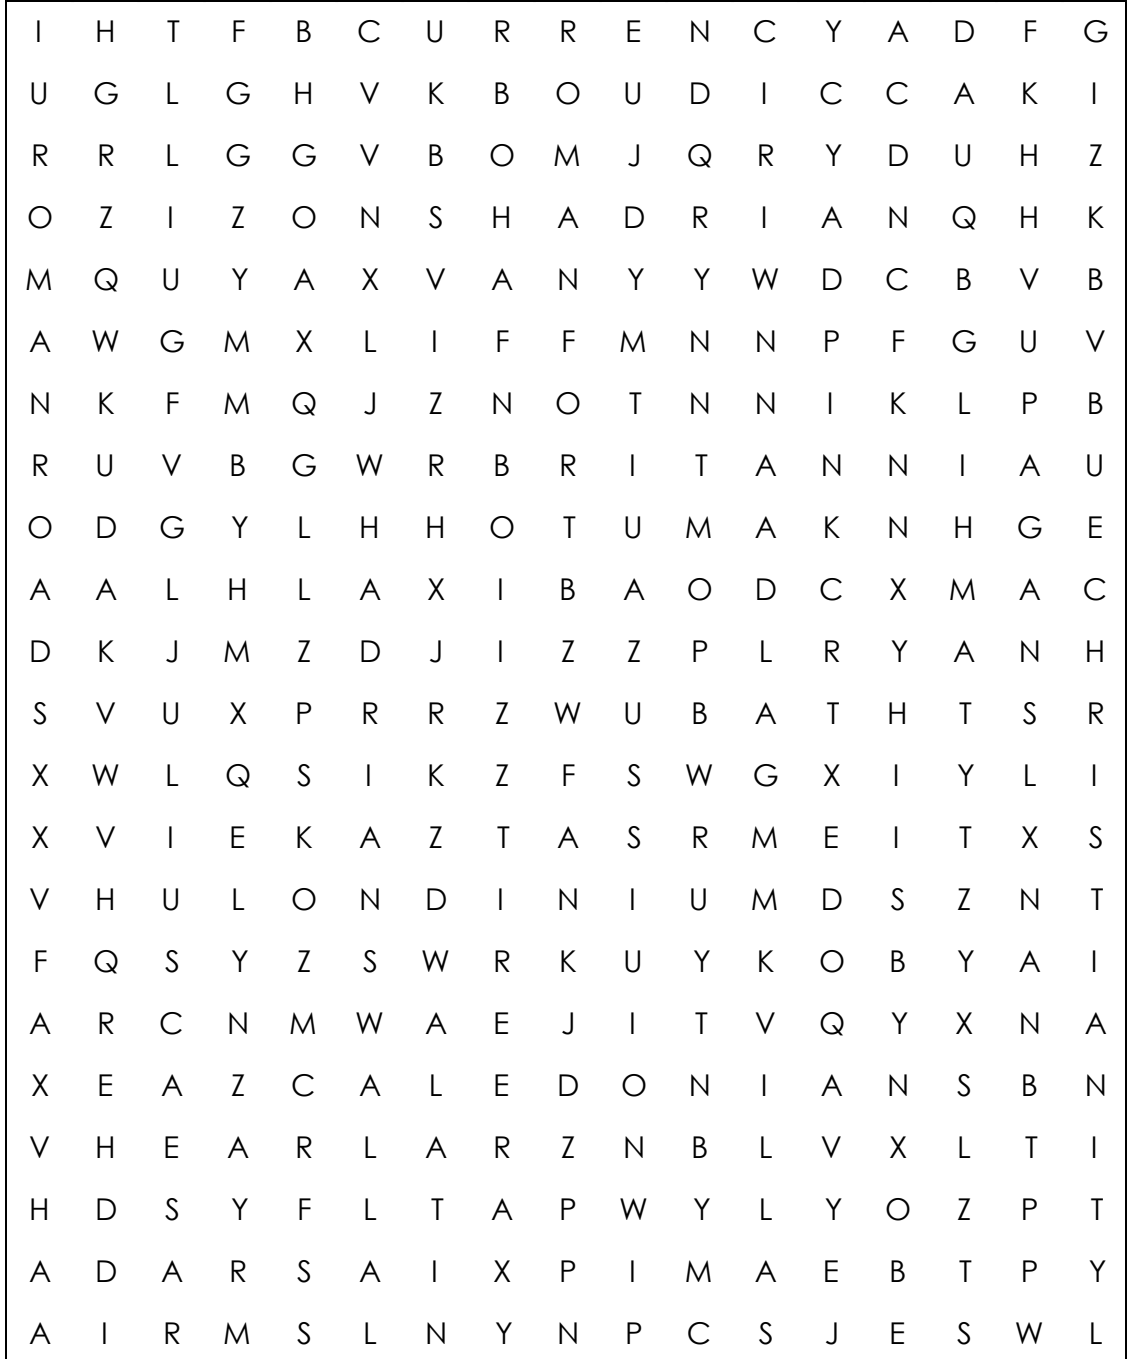 I H T F B C U R R E N C Y A D F G
U G L G H V K B O U D I C C A K I
R R L G G V B O M J Q R Y D U H Z
O Z I Z O N S H A D R I A N Q H K
M Q U Y A X V A N Y Y W D C B V B
A W G M X L I F F M N N P F G U V
N K F M Q J Z N O T N N I K L P B
R U V B G W R B R I T A N N I A U
O D G Y L H H O T U M A K N H G E
A A L H L A X I B A O D C X M A C
D K J M Z D J I Z Z P L R Y A N H
S V U X P R R Z W U B A T H T S R
X W L Q S I K Z F S W G X I Y L I
X V I E K A Z T A S R M E I T X S
V H U L O N D I N I U M D S Z N T
F Q S Y Z S W R K U Y K O B Y A I
A R C N M W A E J I T V Q Y X N A
X E A Z C A L E D O N I A N S B N
V H E A R L A R Z N B L V X L T I
H D S Y F L T A P W Y L Y O Z P T
A D A R S A I X P I M A E B T P Y
A I R M S L N Y N P C S J E S W L